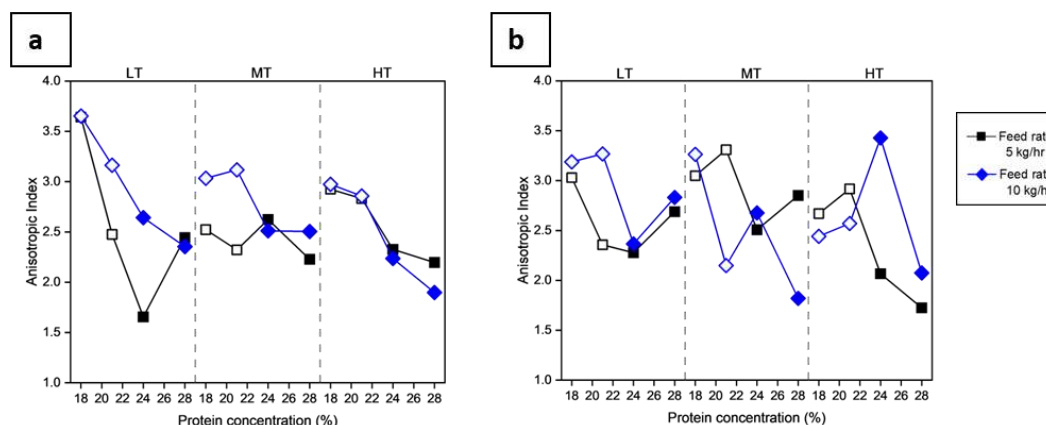 a
LT MT HT
4.0
3.5
3.0
2.5
2.0
1.5
1.0
Anisotropic Index
18 20 22 24 26 28 18 20 22 24 26 28 18 20 22 24 26 28
Protein concentration (%)
b
LT MT HT
4.0
3.5
3.0
2.5
2.0
1.5
1.0
Anisotropic Index
18 20 22 24 26 28 18 20 22 24 26 28 18 20 22 24 26 28
Protein concentration (%)
Feed rat
5 kg/hr
Feed rat
10 kg/h